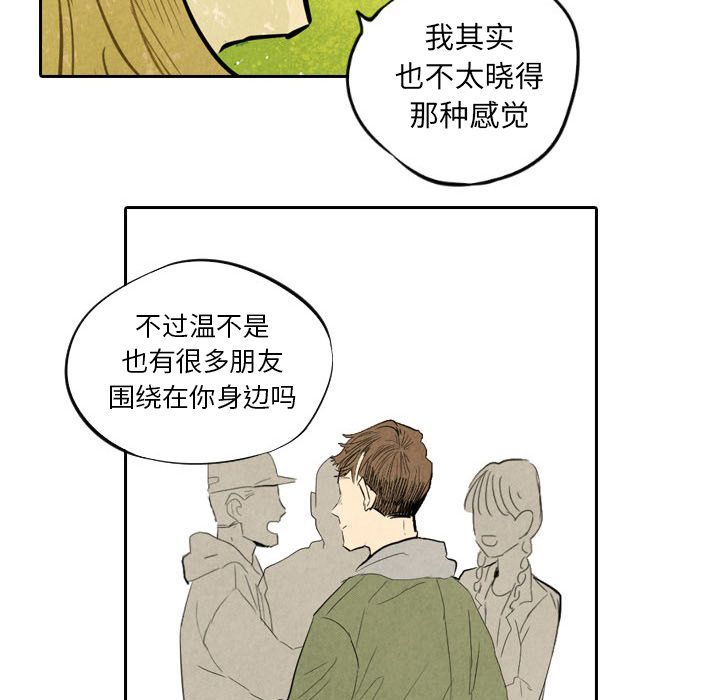 我其实
也不太晓得
那种感觉
不过温不是
也有很多朋友
围绕在你身边吗